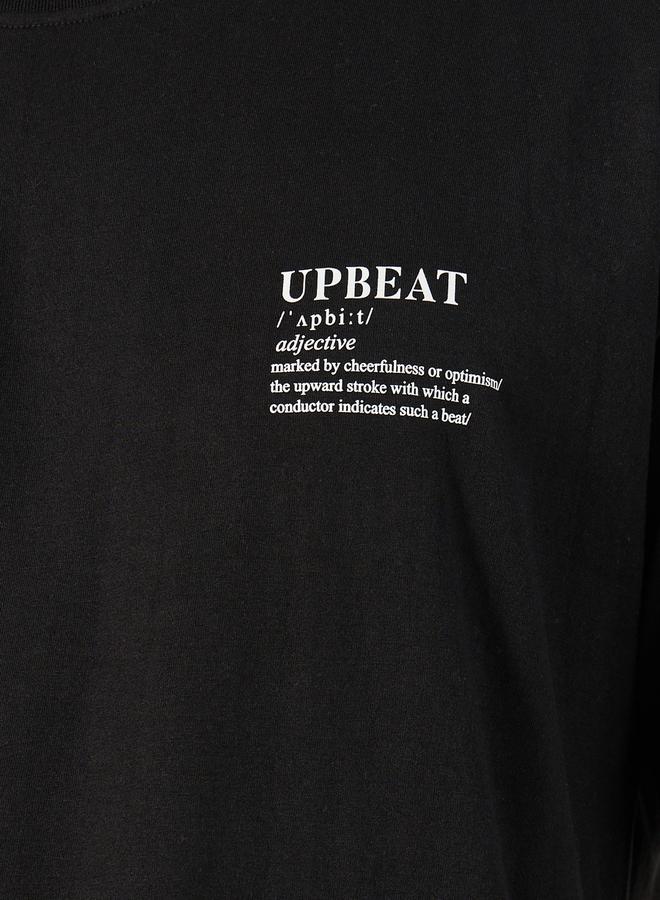 UPBEAT
/ˈʌpbiːt/
adjective
marked by cheerfulness or optimism/
the upward stroke with which a
conductor indicates such a beat/